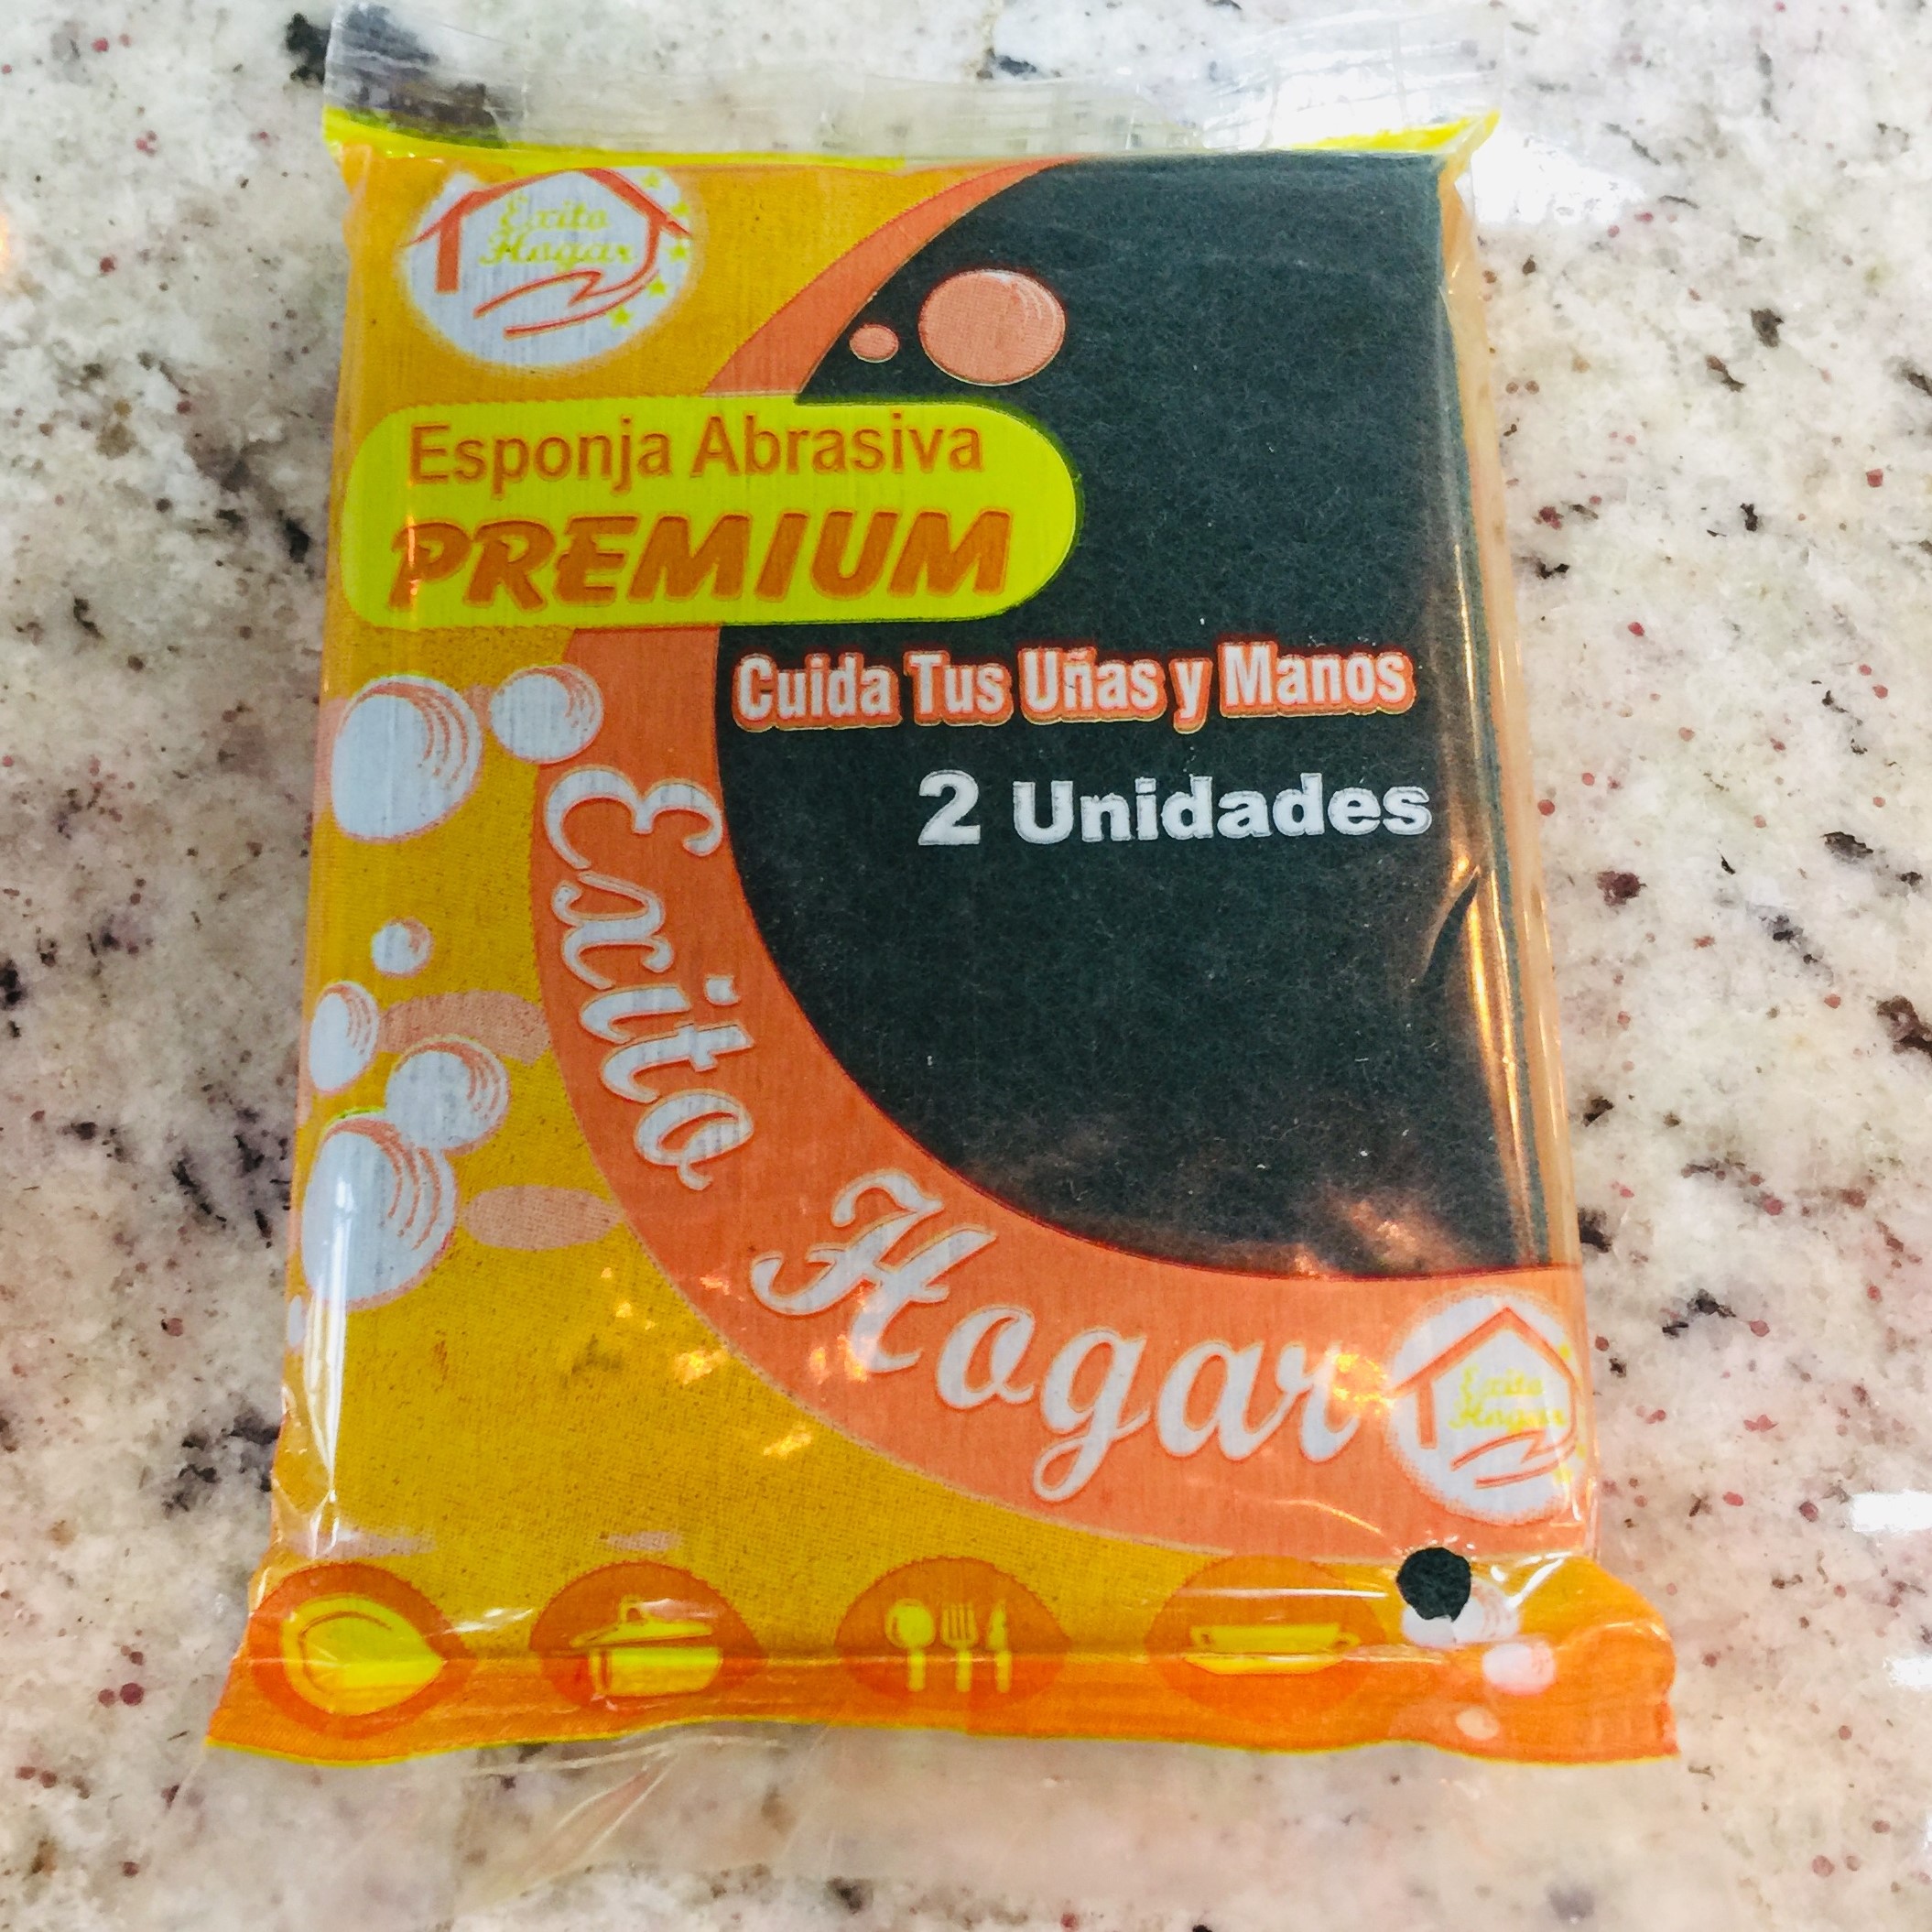 Exito
Hogar
Esponja Abrasiva
PREMIUM
Cuida Tus Uñas y Manos
2 Unidades
Exito Hogar
Exito
Hogar